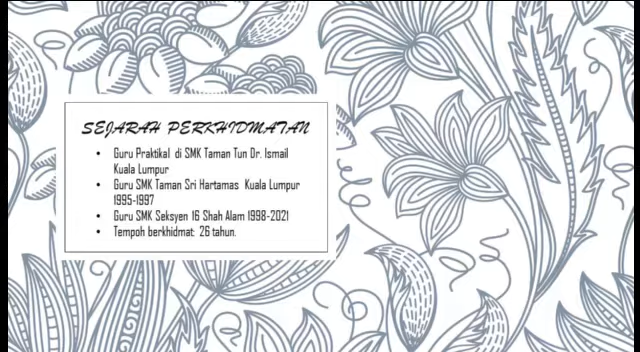 SEJARAH PERKHIDMATAN
• Guru Praktikal di SMK Taman Tun Dr. Ismail
Kuala Lumpur
• Guru SMK Taman Sri Hartamas Kuala Lumpur
1995-1997
• Guru SMK Seksyen 16 Shah Alam 1998-2021
• Tempoh berkhidmat: 26 tahun.